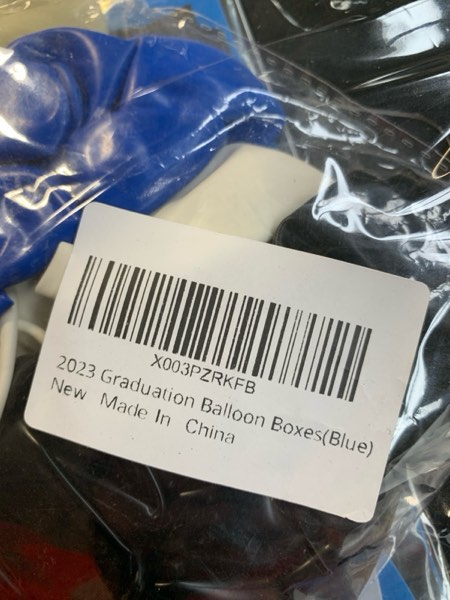 X003PZRKFB
2023 Graduation Balloon Boxes(Blue)
New Made In China